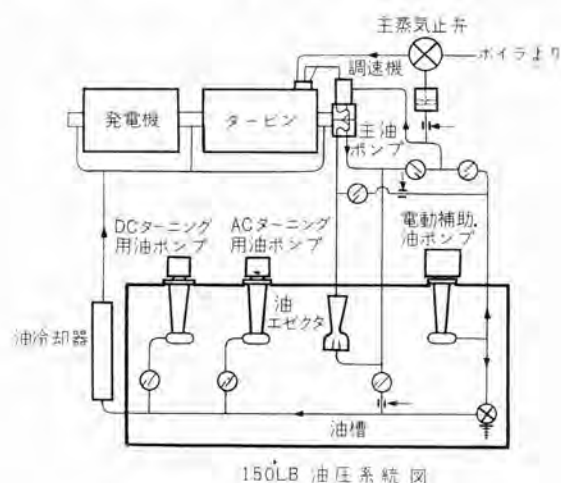 主蒸気止弁
ボイラより
調速機
発電機
タービン
主油
ポンプ
DCターニング
用油ポンプ
ACターニング
用油ポンプ
電動補助
油ポンプ
油
エゼクタ
油冷却器
油槽
150LB 油圧系統図